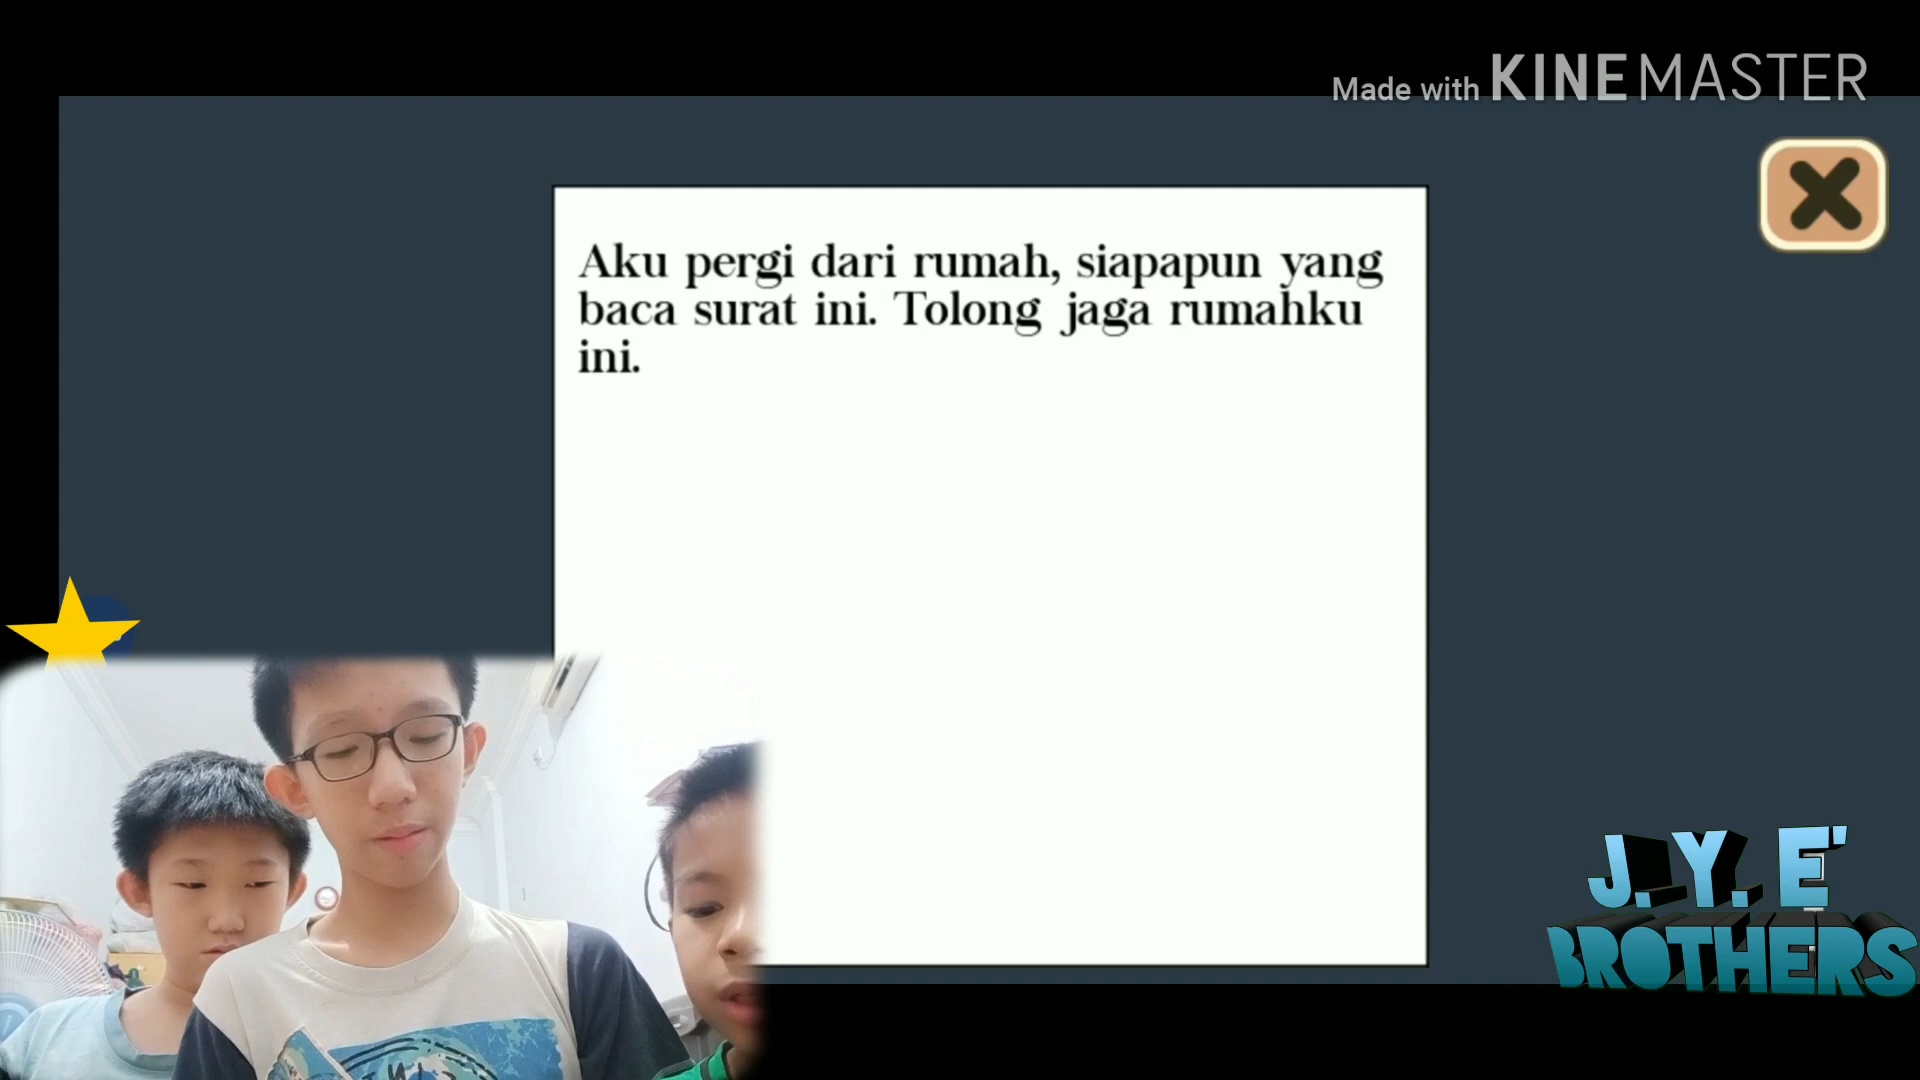 Made with KINEMASTER
Aku pergi dari rumah, siapapun yang
baca surat ini. Tolong jaga rumahku
ini.
J. Y. E'
BROTHERS